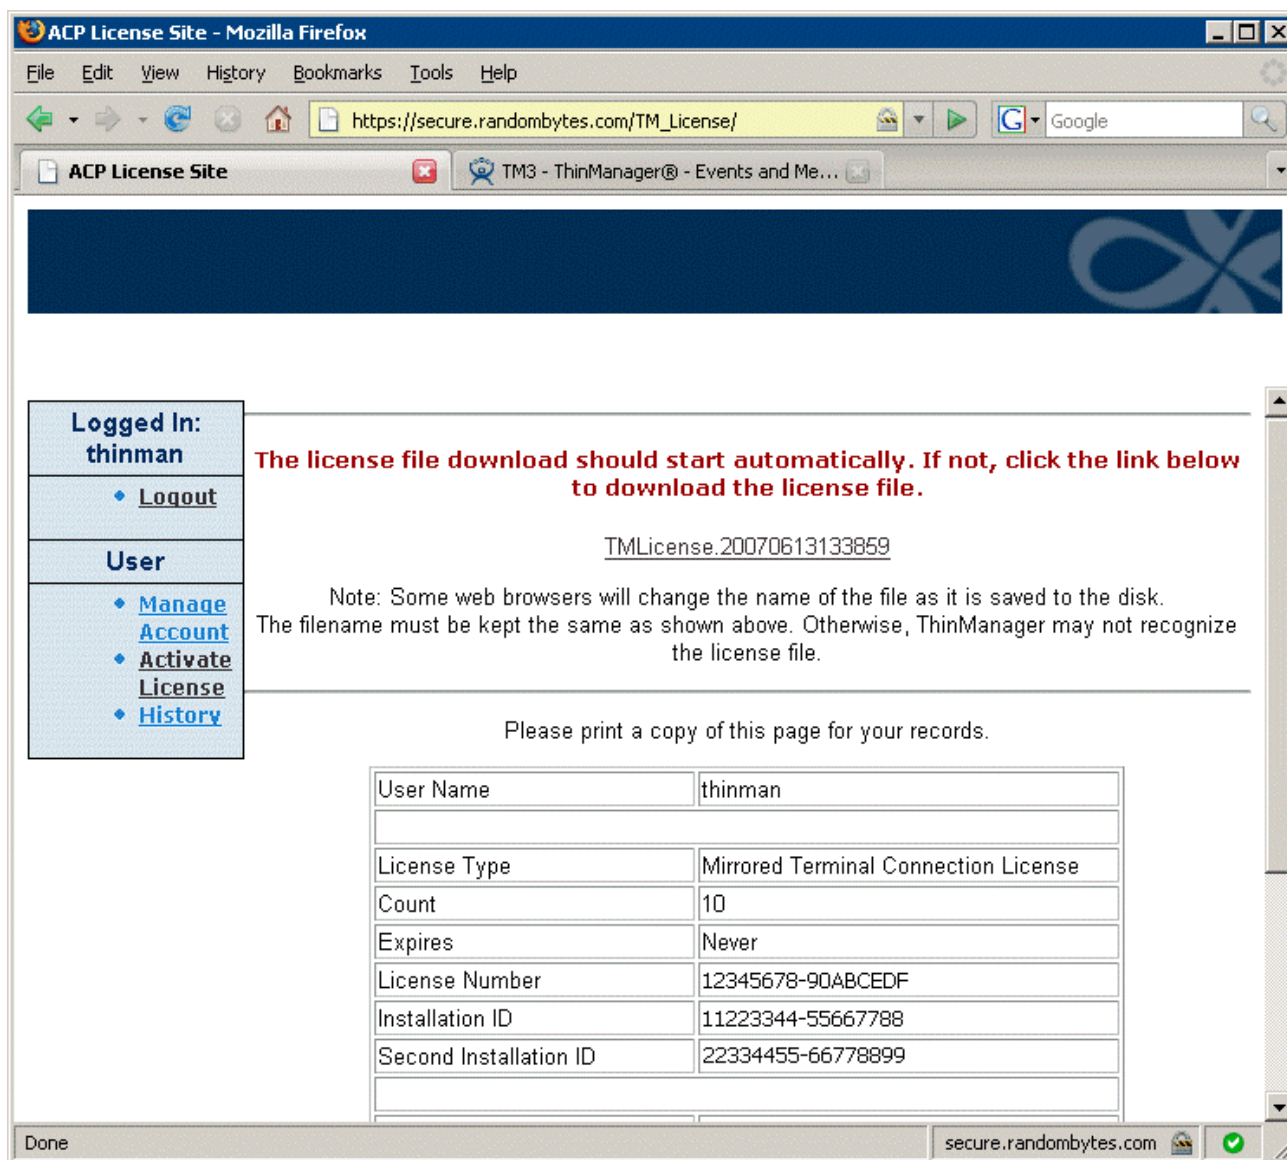 ACP License Site - Mozilla Firefox
File Edit View History Bookmarks Tools Help
https://secure.randombytes.com/TM_License/
G Google
ACP License Site
TM3 - ThinManager® - Events and Me...
Logged In:
thinman
Logout
User
Manage
Account
Activate
License
History
The license file download should start automatically. If not, click the link below
to download the license file.
TMLicense.20070613133859
Note: Some web browsers will change the name of the file as it is saved to the disk.
The filename must be kept the same as shown above. Otherwise, ThinManager may not recognize
the license file.
Please print a copy of this page for your records.
User Name thinman
License Type Mirrored Terminal Connection License
Count 10
Expires Never
License Number 12345678-90ABCEDF
Installation ID 11223344-55667788
Second Installation ID 22334455-66778899
Done secure.randombytes.com